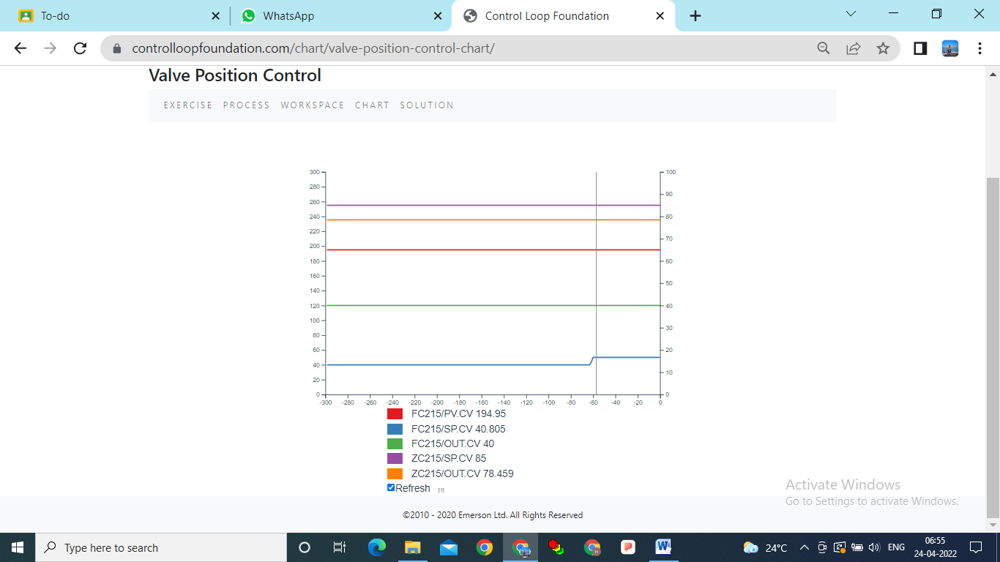 To-do
WhatsApp
Control Loop Foundation
controlloopfoundation.com/chart/valve-position-control-chart/
Valve Position Control
EXERCISE PROCESS WORKSPACE CHART SOLUTION
300 100
280
260 90
240 80
220
200 70
180 60
160
140 50
120 40
100
80 30
60 20
40
20 10
0 0
-300 -280 -260 -240 -220 -200 -180 -160 -140 -120 -100 -80 -60 -40 -20 0
FC215/PV.CV 194.95
FC215/SP.CV 40.805
FC215/OUT.CV 40
ZC215/SP.CV 85
ZC215/OUT.CV 78.459
Refresh [1]
Activate Windows
Go to Settings to activate Windows.
©2010 - 2020 Emerson Ltd. All Rights Reserved
Type here to search
24°C
ENG
06:55
24-04-2022